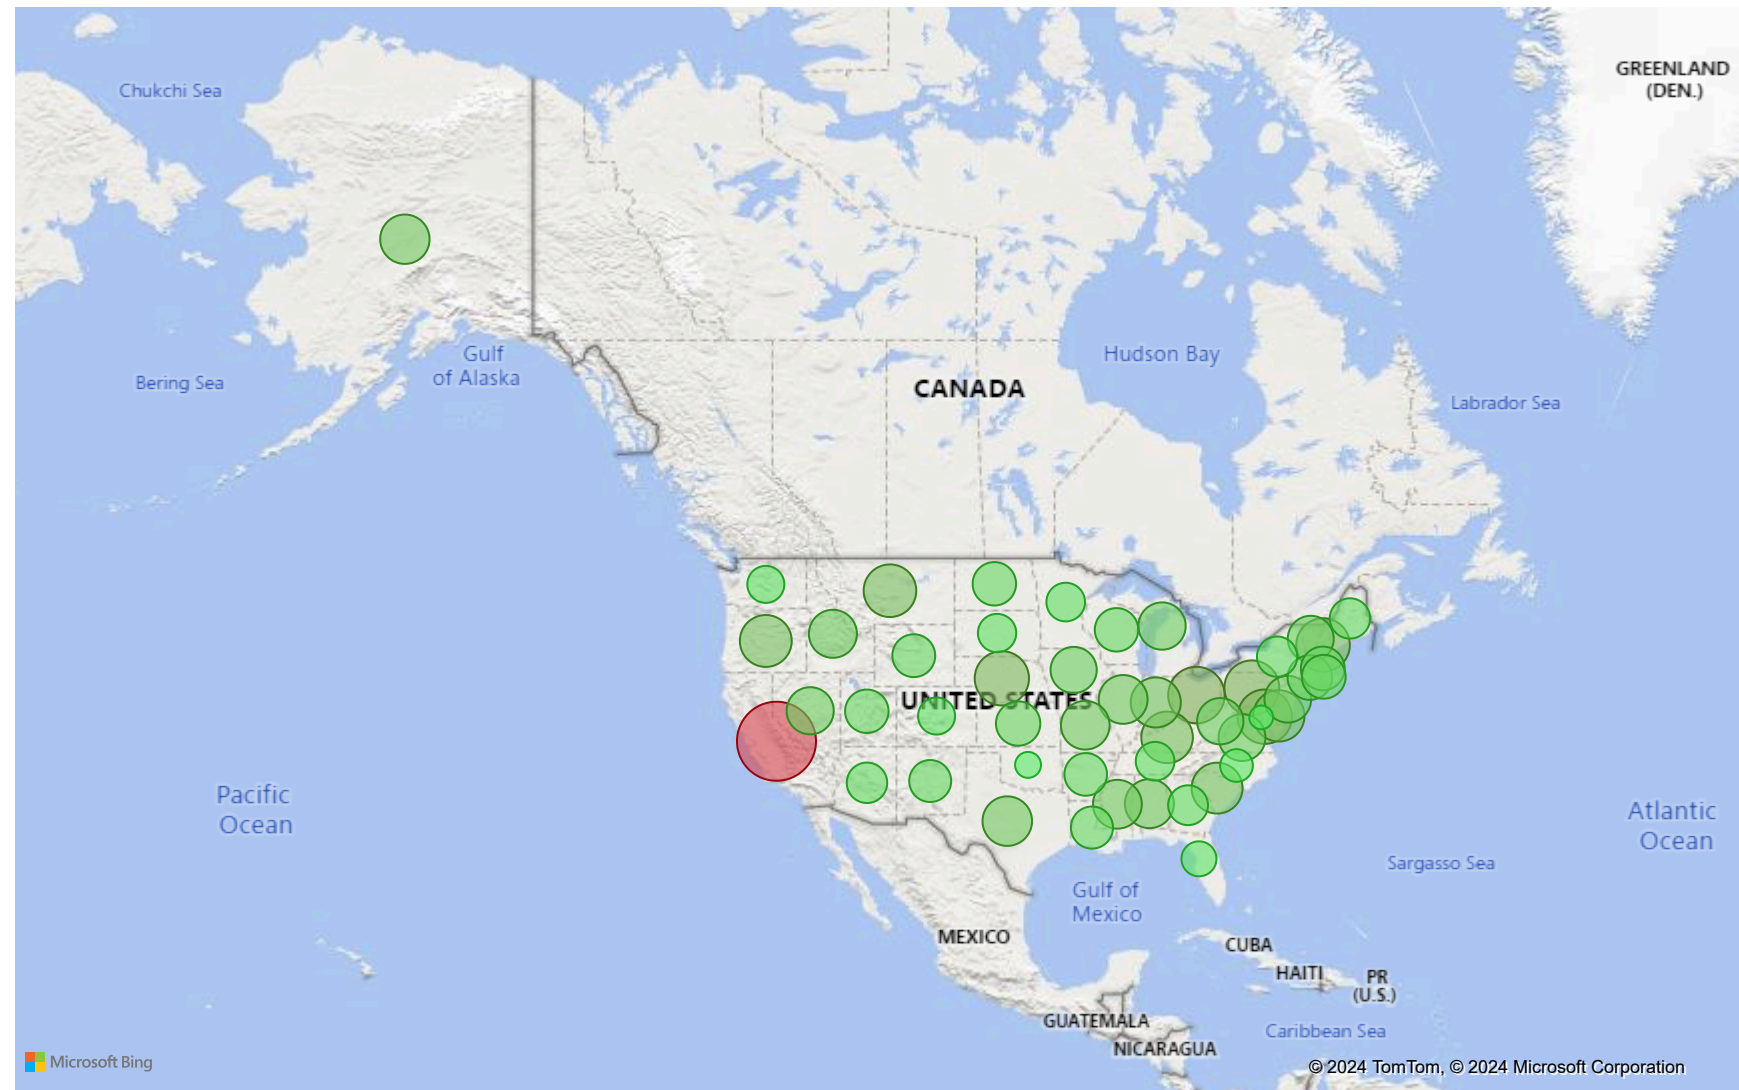 GREENLAND
(DEN.)
Chukchi Sea
Gulf
of Alaska
Hudson Bay
Bering Sea
CANADA
Labrador Sea
UNITED STATES
Pacific
Ocean
Atlantic
Ocean
Sargasso Sea
Gulf of
Mexico
MEXICO
CUBA
HAITI
PR
(U.S.)
GUATEMALA
Caribbean Sea
NICARAGUA
Microsoft Bing
© 2024 TomTom, © 2024 Microsoft Corporation